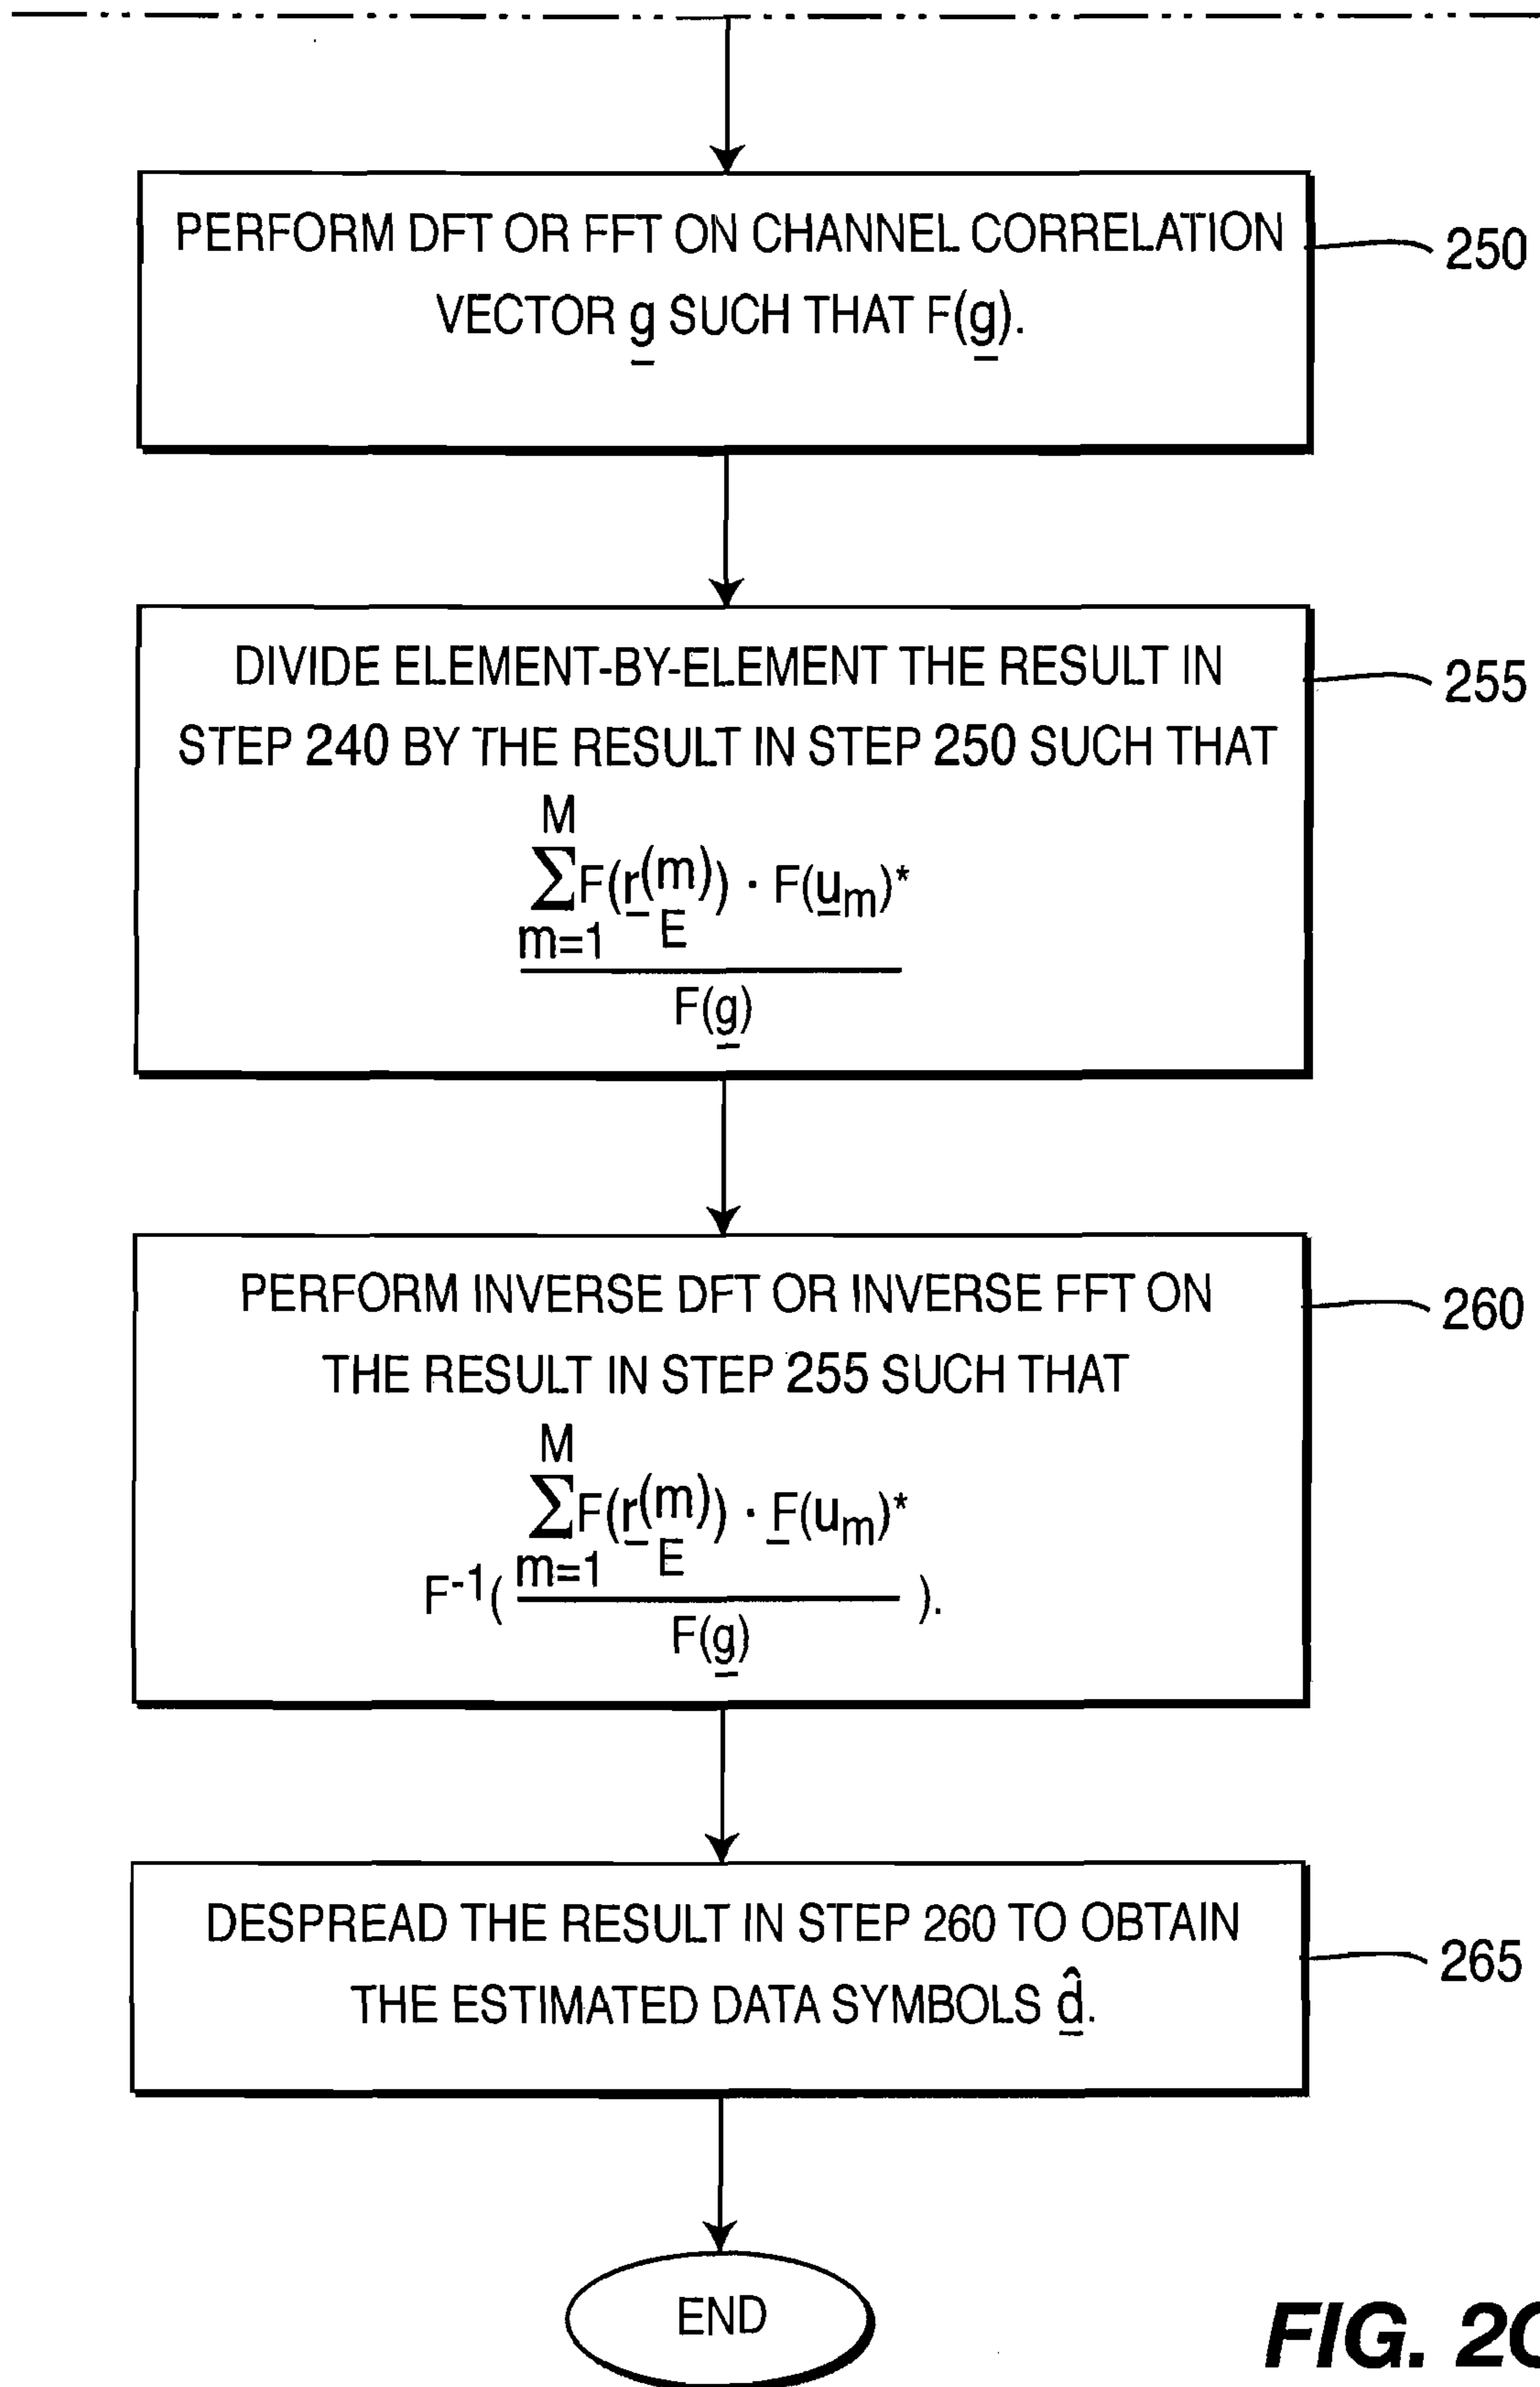 PERFORM DFT OR FFT ON CHANNEL CORRELATION
VECTOR g SUCH THAT F(g).
250
DIVIDE ELEMENT-BY-ELEMENT THE RESULT IN
STEP 240 BY THE RESULT IN STEP 250 SUCH THAT
255
M
ΣF(r(m)) · F(um)*
m=1 E
F(g)
PERFORM INVERSE DFT OR INVERSE FFT ON
THE RESULT IN STEP 255 SUCH THAT
260
M
ΣF(r(m)) · F(um)*
m=1 E
F-1( ).
F(g)
DESPREAD THE RESULT IN STEP 260 TO OBTAIN
THE ESTIMATED DATA SYMBOLS d̂.
265
END
FIG. 2C